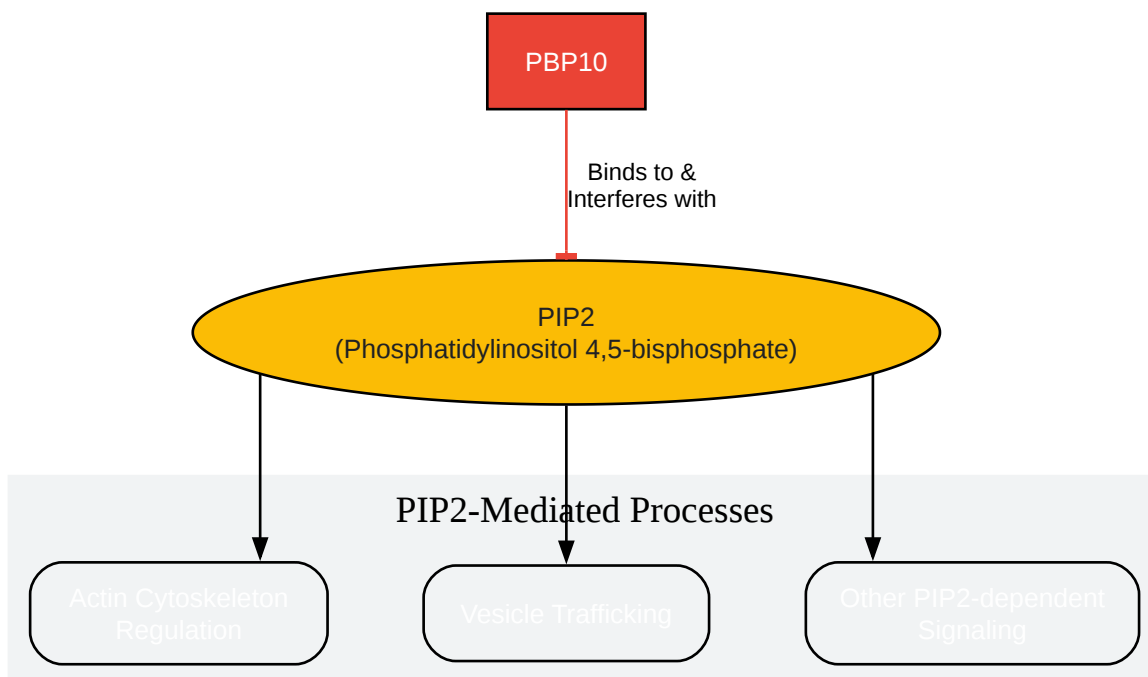 PBP10
Binds to &
Interferes with
PIP2
(Phosphatidylinositol 4,5-bisphosphate)
PIP2-Mediated Processes
Actin Cytoskeleton
Regulation
Vesicle Trafficking
Other PIP2-dependent
Signaling